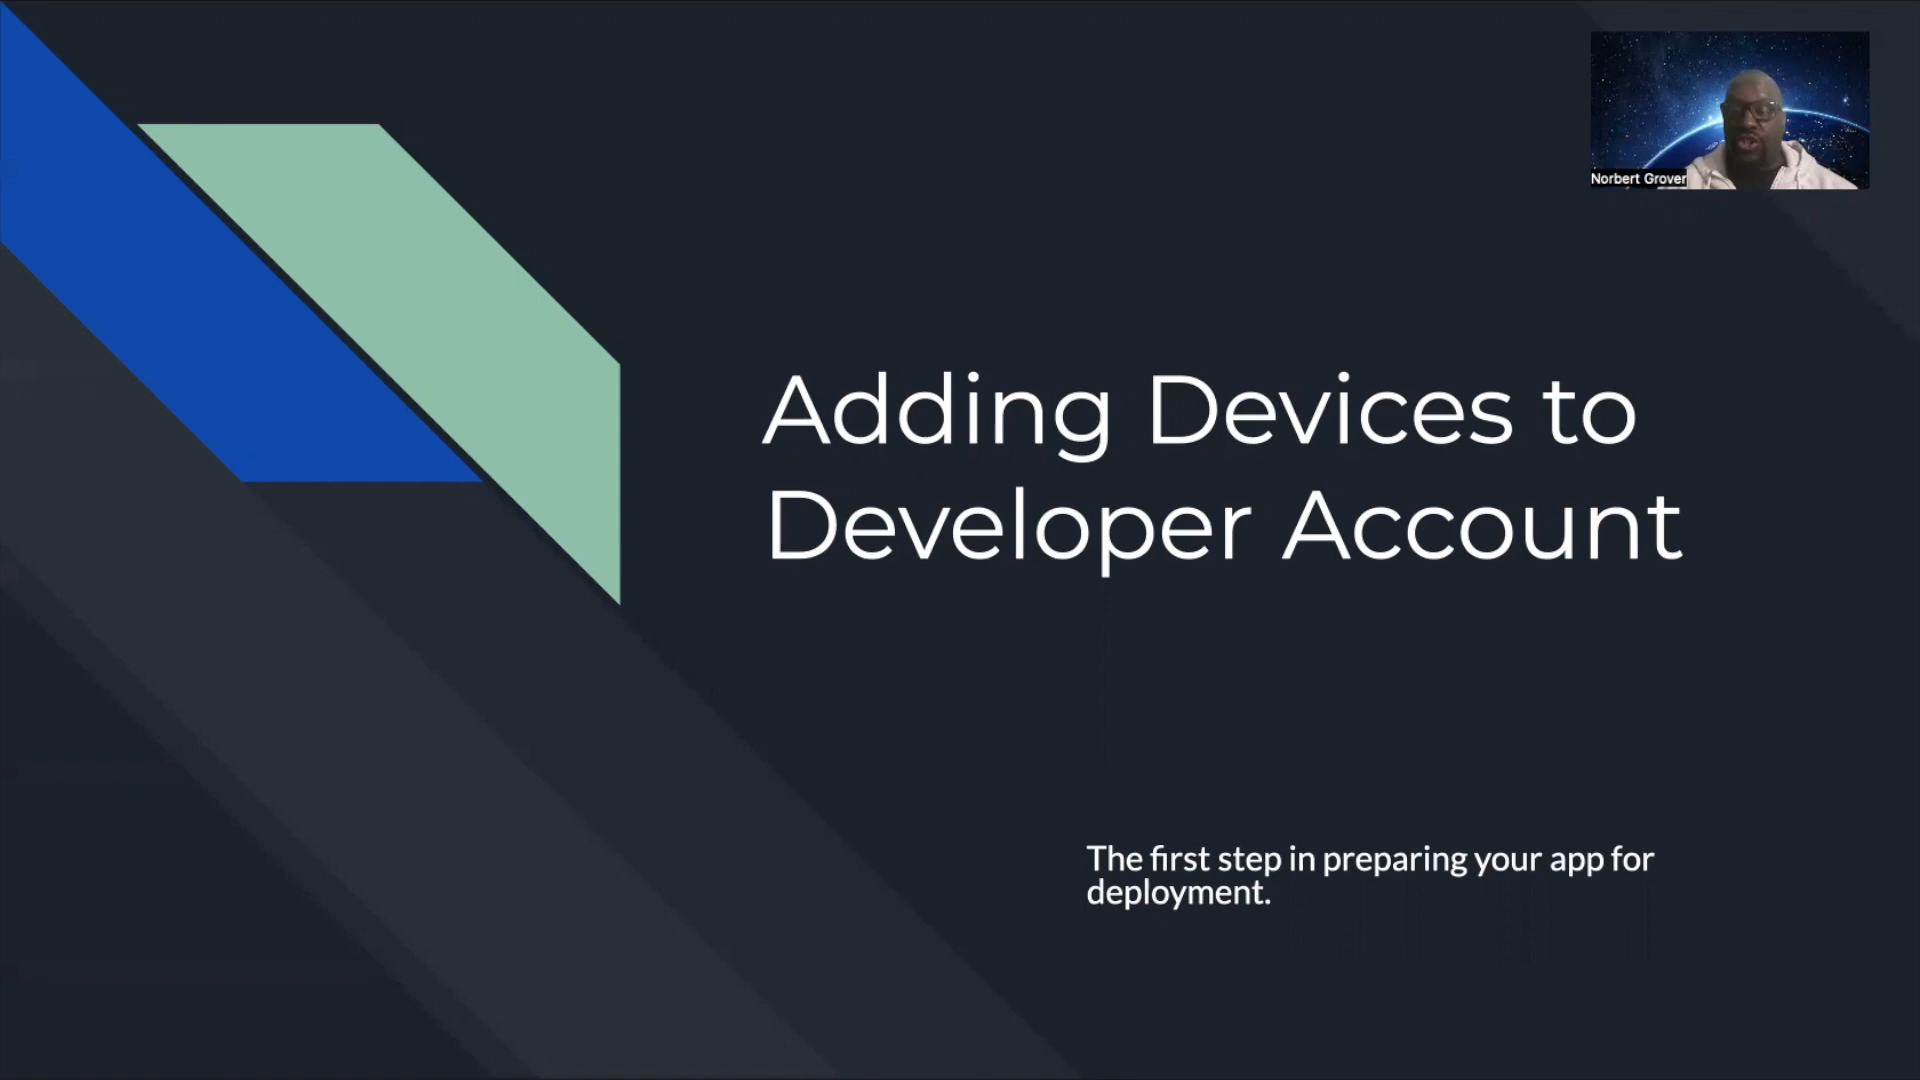 Norbert Grover
Adding Devices to
Developer Account
The first step in preparing your app for
deployment.